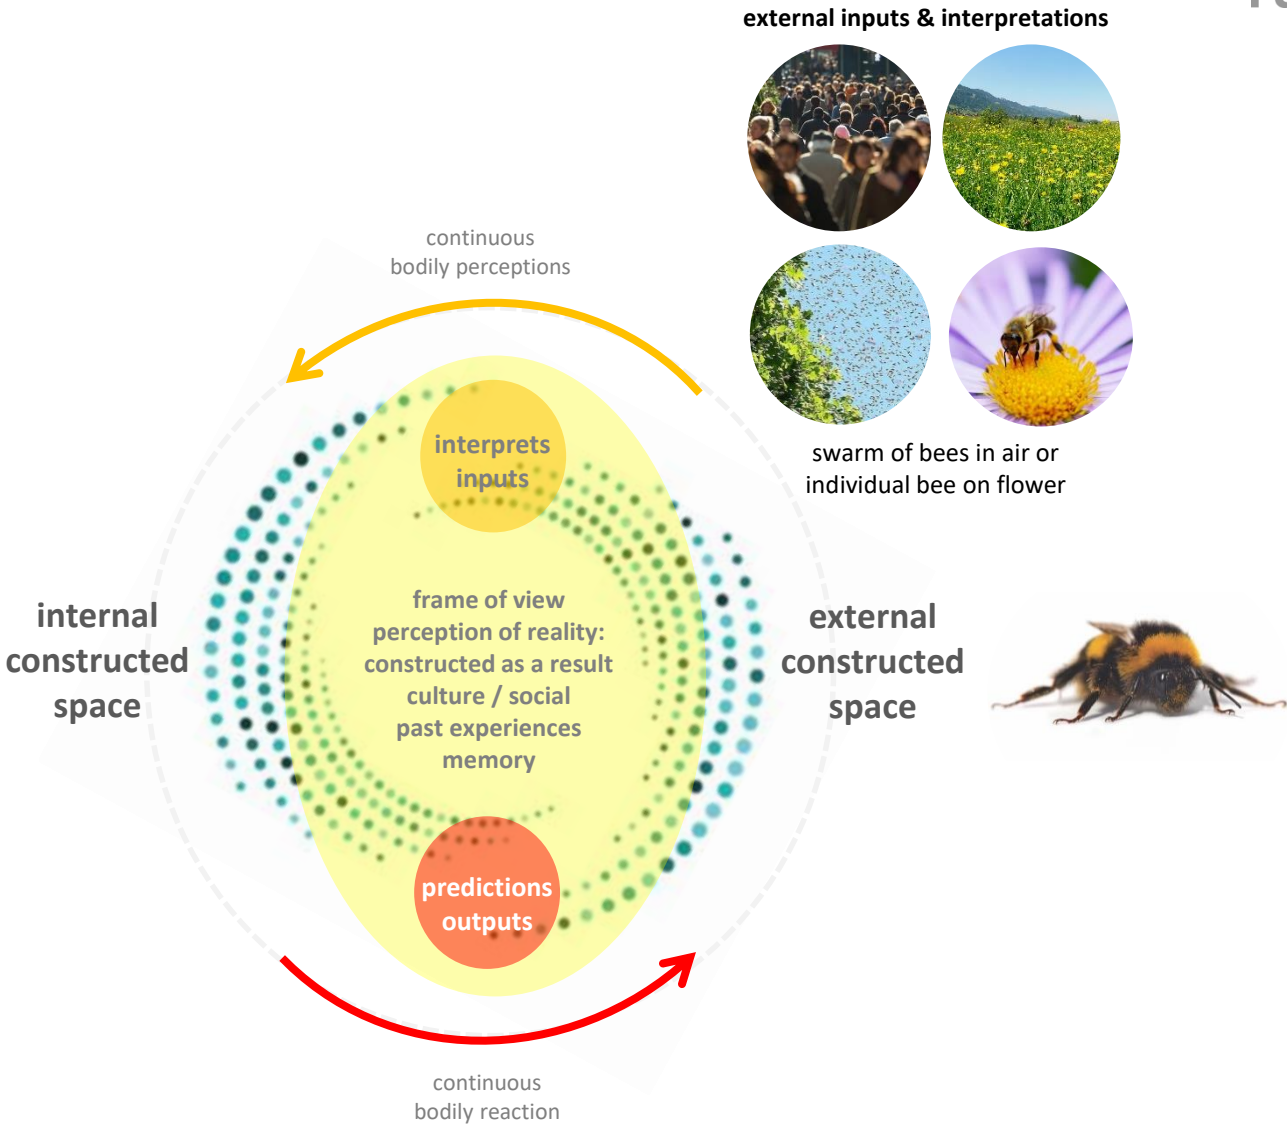 external inputs & interpretations
continuous
bodily perceptions
interprets
inputs
swarm of bees in air or
individual bee on flower
frame of view
perception of reality:
constructed as a result
culture / social
past experiences
memory
internal
constructed
space
external
constructed
space
predictions
outputs
continuous
bodily reaction